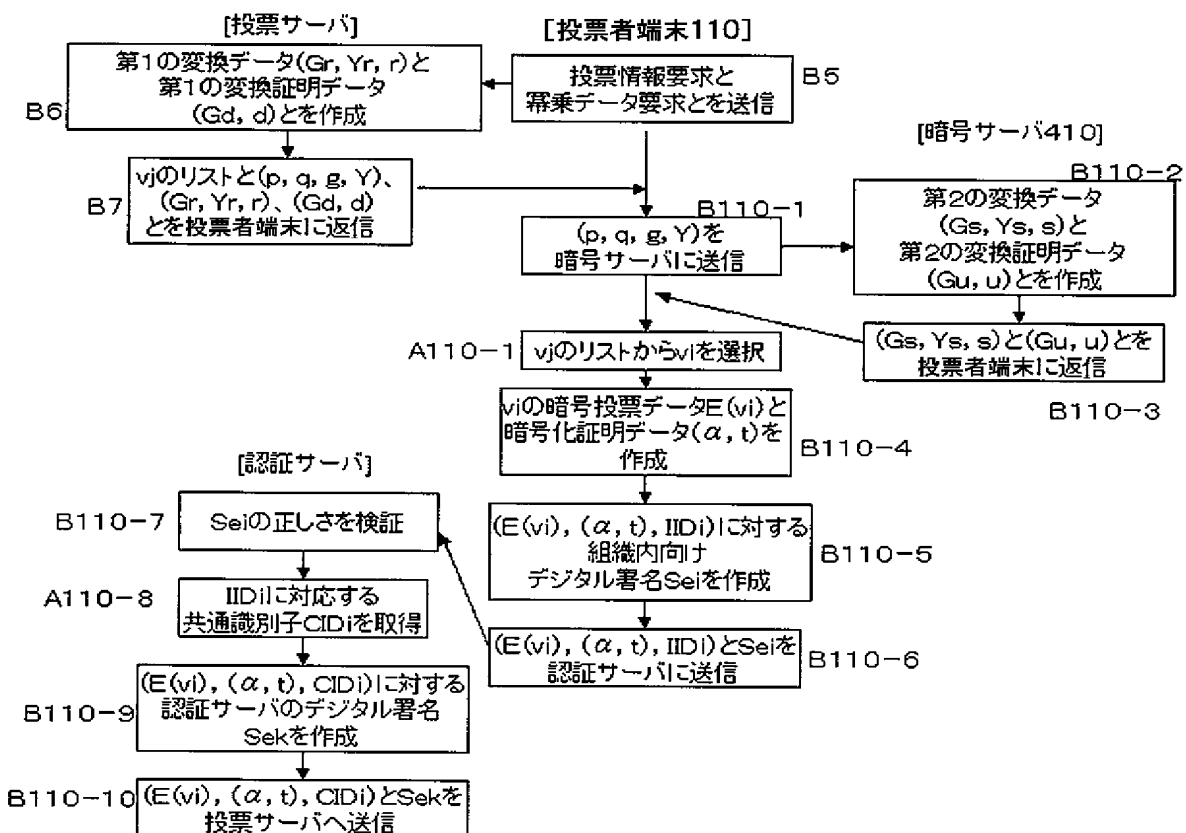 [投票サーバ]
[投票者端末110]
第1の変換データ(Gr, Yr, r)と
第1の変換証明データ
(Gd, d)とを作成
B6
投票情報要求と
冪乗データ要求とを送信
B5
[暗号サーバ410]
vjのリストと(p, q, g, Y)、
(Gr, Yr, r)、(Gd, d)
とを投票者端末に返信
B7
B110-1
(p, q, g, Y)を
暗号サーバに送信
B110-2
第2の変換データ
(Gs, Ys, s)と
第2の変換証明データ
(Gu, u)とを作成
A110-1
vjのリストからviを選択
(Gs, Ys, s)と(Gu, u)とを
投票者端末に返信
B110-3
viの暗号投票データE(vi)と
暗号化証明データ(α, t)を
作成
B110-4
[認証サーバ]
B110-7
Seiの正しさを検証
(E(vi), (α, t), IIDi)に対する
組織内向け
デジタル署名Seiを作成
B110-5
A110-8
IIDiに対応する
共通識別子CIDiを取得
(E(vi), (α, t), IIDi)とSeiを
認証サーバに送信
B110-6
B110-9
(E(vi), (α, t), CIDi)に対する
認証サーバのデジタル署名
Sekを作成
B110-10
(E(vi), (α, t), CIDi)とSekを
投票サーバへ送信